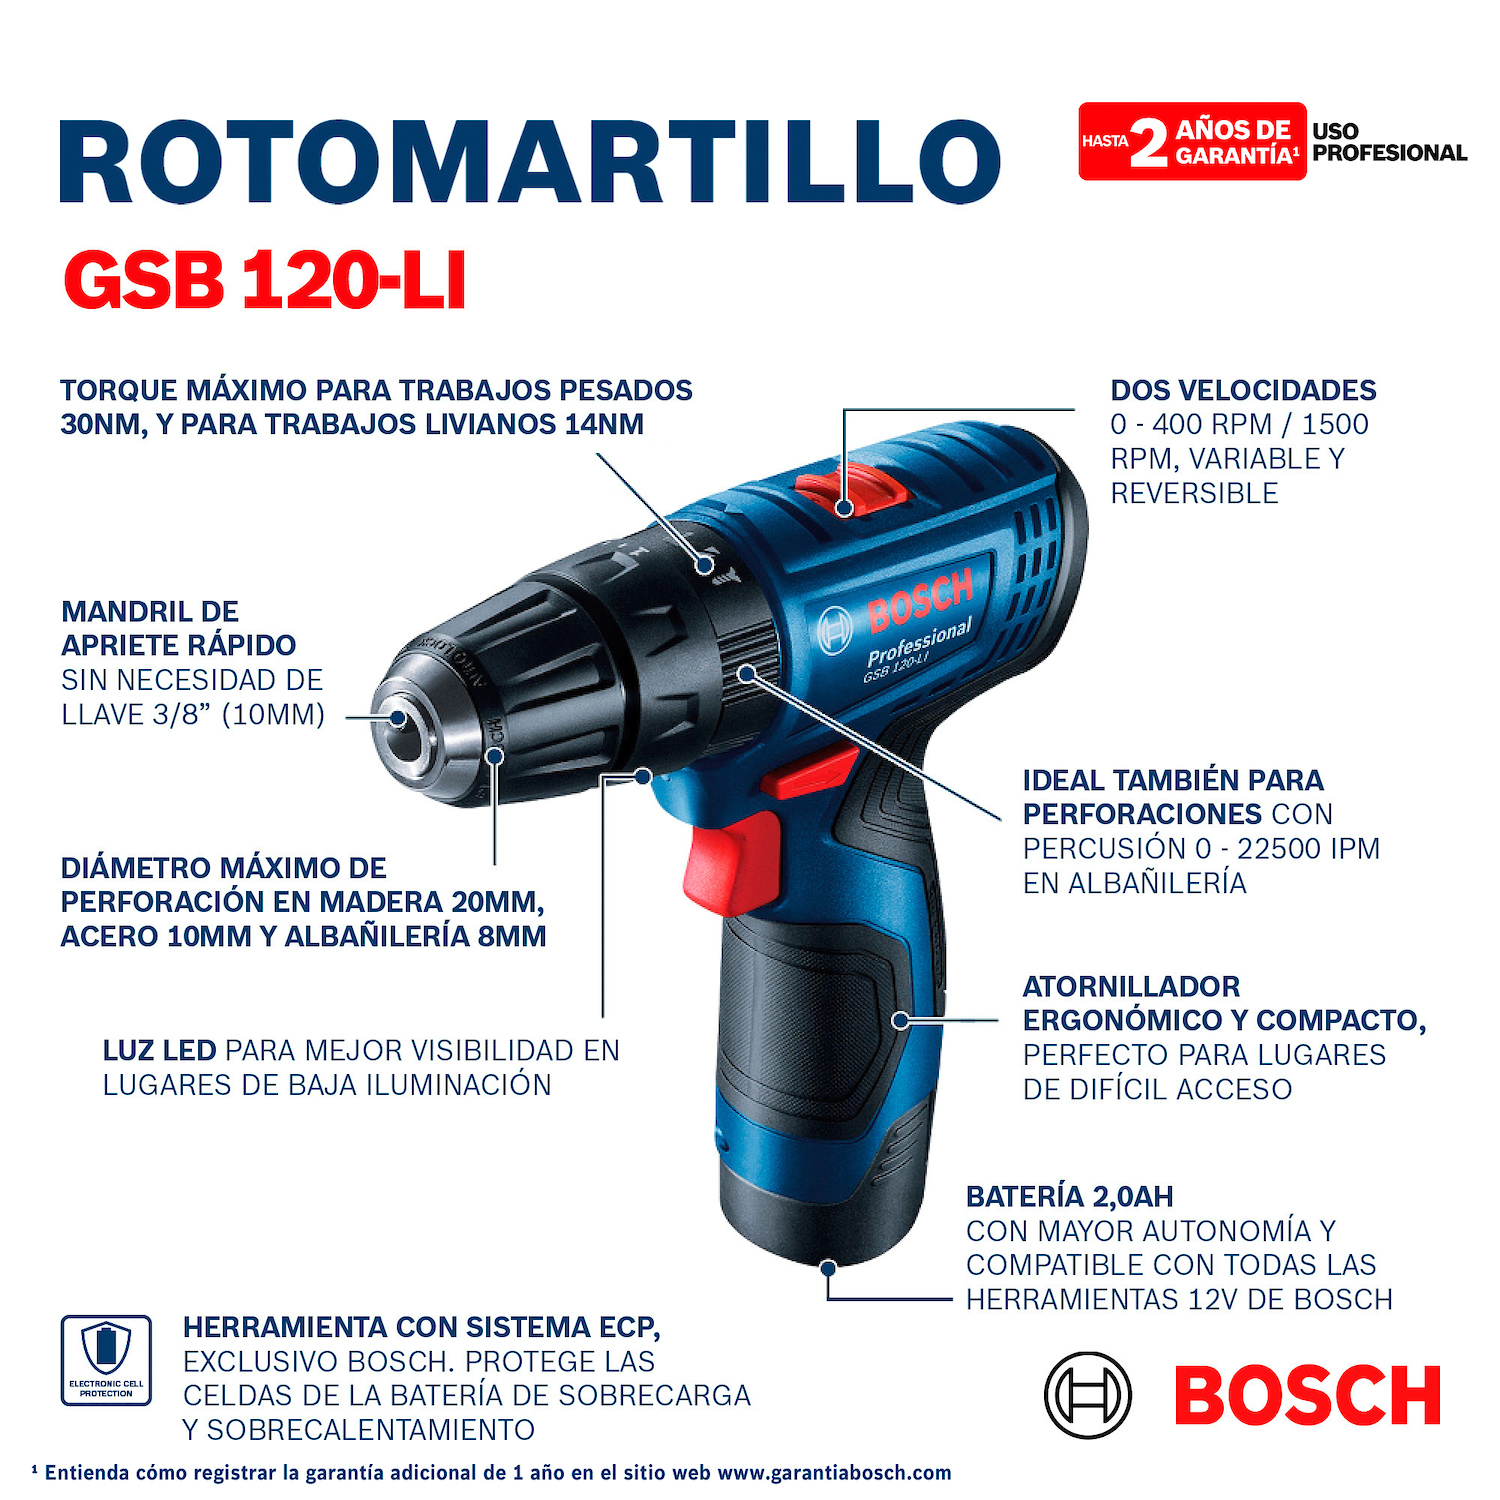 ROTOMARTILLO
HASTA 2 AÑOS DE
GARANTÍA¹
USO
PROFESIONAL
GSB 120-LI
TORQUE MÁXIMO PARA TRABAJOS PESADOS
30NM, Y PARA TRABAJOS LIVIANOS 14NM
DOS VELOCIDADES
0 - 400 RPM / 1500
RPM, VARIABLE Y
REVERSIBLE
MANDRIL DE
APRIETE RÁPIDO
SIN NECESIDAD DE
LLAVE 3/8” (10MM)
BOSCH
Professional
GSB 120-LI
IDEAL TAMBIÉN PARA
PERFORACIONES CON
PERCUSIÓN 0 - 22500 IPM
EN ALBAÑILERÍA
DIÁMETRO MÁXIMO DE
PERFORACIÓN EN MADERA 20MM,
ACERO 10MM Y ALBAÑILERÍA 8MM
ATORNILLADOR
ERGONÓMICO Y COMPACTO,
PERFECTO PARA LUGARES
DE DIFÍCIL ACCESO
LUZ LED PARA MEJOR VISIBILIDAD EN
LUGARES DE BAJA ILUMINACIÓN
BATERÍA 2,0AH
CON MAYOR AUTONOMÍA Y
COMPATIBLE CON TODAS LAS
HERRAMIENTAS 12V DE BOSCH
ELECTRONIC CELL
PROTECTION
HERRAMIENTA CON SISTEMA ECP,
EXCLUSIVO BOSCH. PROTEGE LAS
CELDAS DE LA BATERÍA DE SOBRECARGA
Y SOBRECALENTAMIENTO
BOSCH
¹ Entienda cómo registrar la garantía adicional de 1 año en el sitio web www.garantiabosch.com